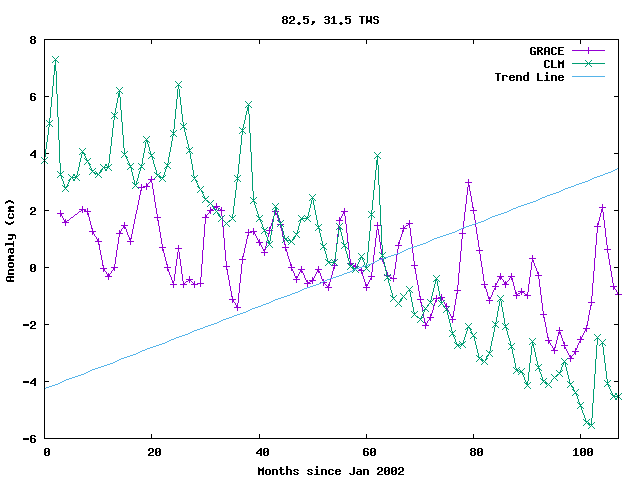 82.5, 31.5 TWS
GRACE
CLM
Trend Line
8
6
4
2
0
-2
-4
-6
Anomaly (cm)
0 20 40 60 80 100
Months since Jan 2002